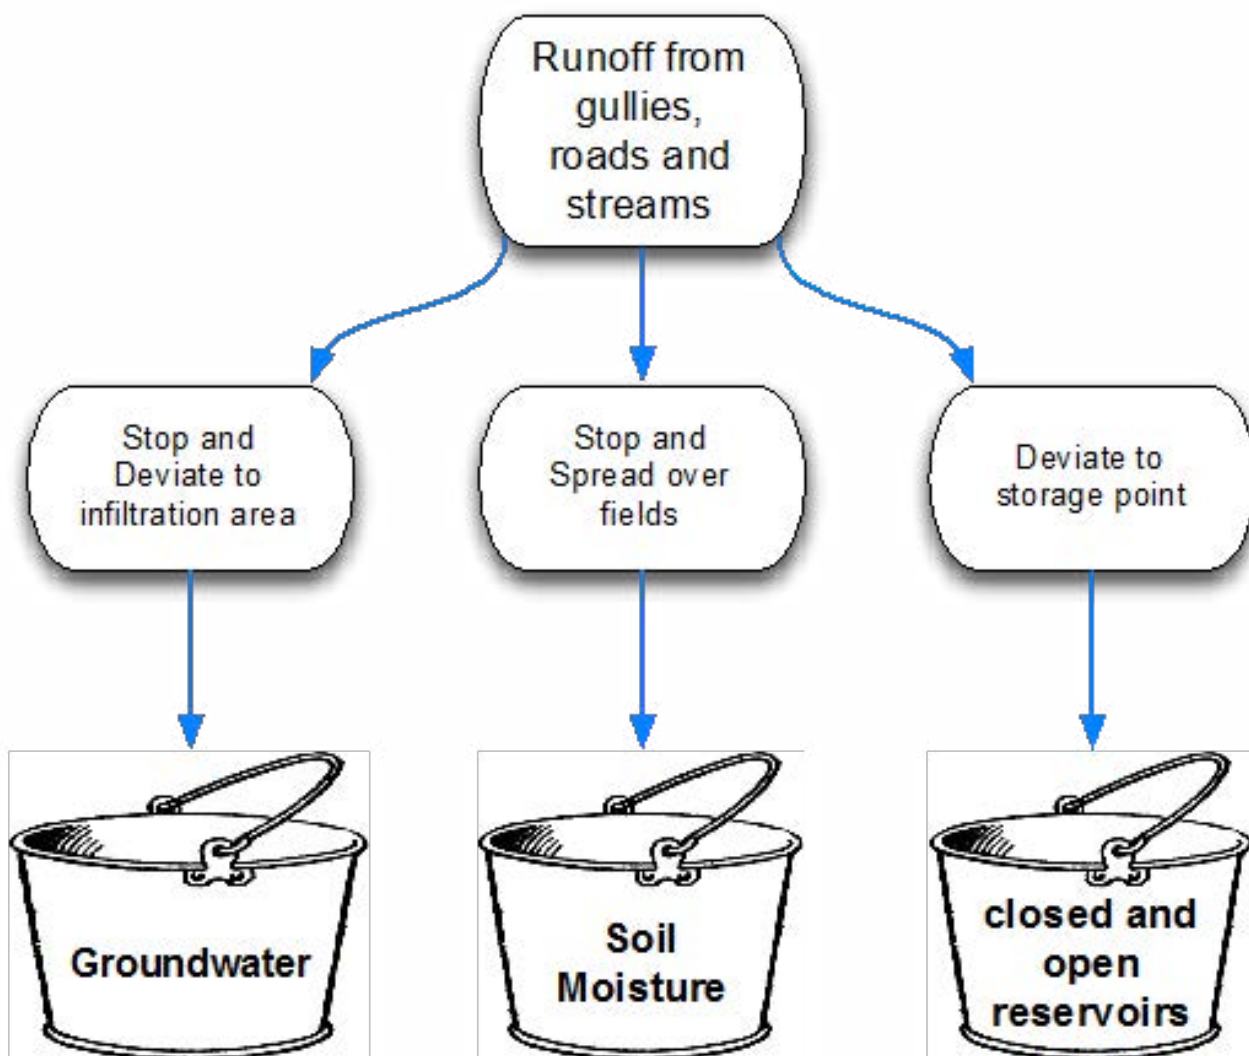 Runoff from
gullies,
roads and
streams
Stop and
Deviate to
infiltration area
Stop and
Spread over
fields
Deviate to
storage point
Groundwater
Soil
Moisture
closed and
open
reservoirs